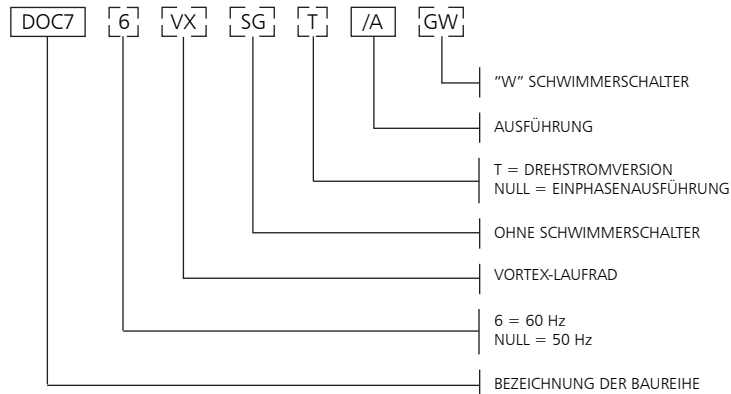 DOC7 6 VX SG T /A GW
“W” SCHWIMMERSCHALTER
AUSFÜHRUNG
T = DREHSTROMVERSION
NULL = EINPHASENAUSFÜHRUNG
OHNE SCHWIMMERSCHALTER
VORTEX-LAUFRAD
6 = 60 Hz
NULL = 50 Hz
BEZEICHNUNG DER BAUREIHE